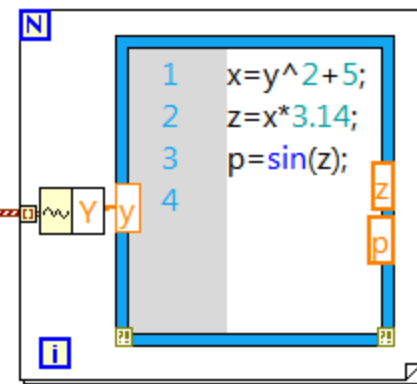 N
1 x=y^2+5;
2 z=x*3.14;
3 p=sin(z);
4
Y y
z
p
?! ?!
i